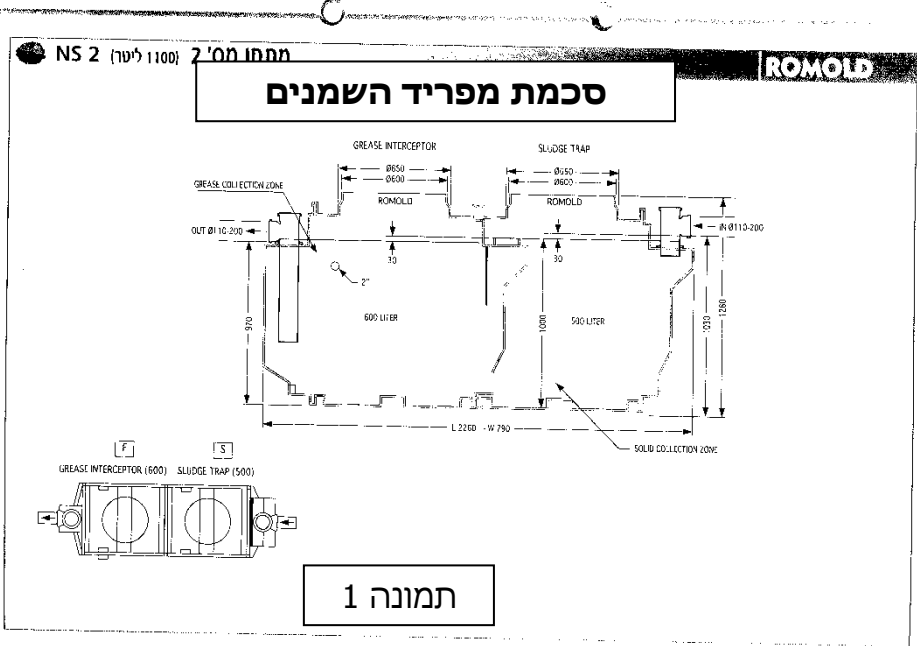 NS 2 (1100 ליטר) מתקן מס' 2
ROMOLD
סכמת מפריד השמנים
GREASE INTERCEPTOR
SLUDGE TRAP
Ø650
Ø600
Ø650
Ø600
GREASE COLLECTION ZONE
ROMOLD
ROMOLD
OUT Ø110-200
IN Ø110-200
30
30
2"
600 LITER
500 LITER
970
1000
1030
1260
L 2260 - W 790
SOLID COLLECTION ZONE
F
S
GREASE INTERCEPTOR (600)
SLUDGE TRAP (500)
תמונה 1